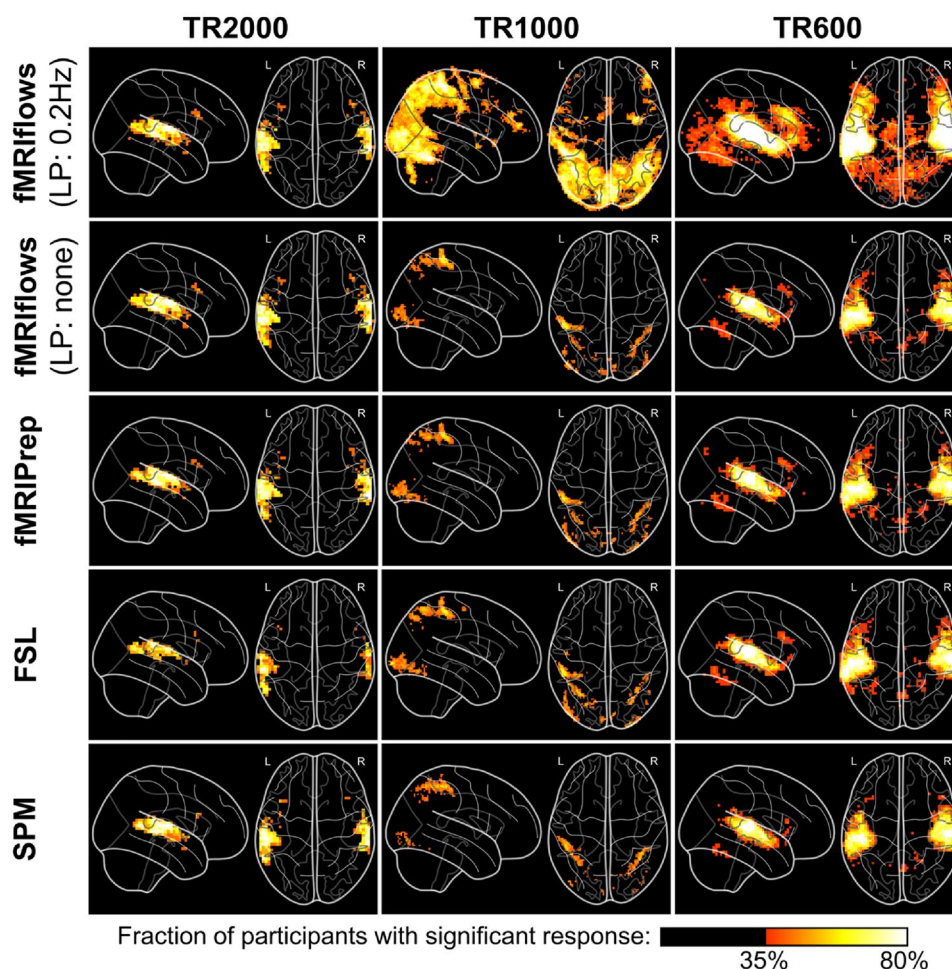 TR2000 TR1000 TR600
fMRIflows
(LP: 0.2Hz)
L R L R L R
fMRIflows
(LP: none)
L R L R L R
fMRIPrep
L R L R L R
FSL
L R L R L R
SPM
L R L R L R
Fraction of participants with significant response:
35% 80%